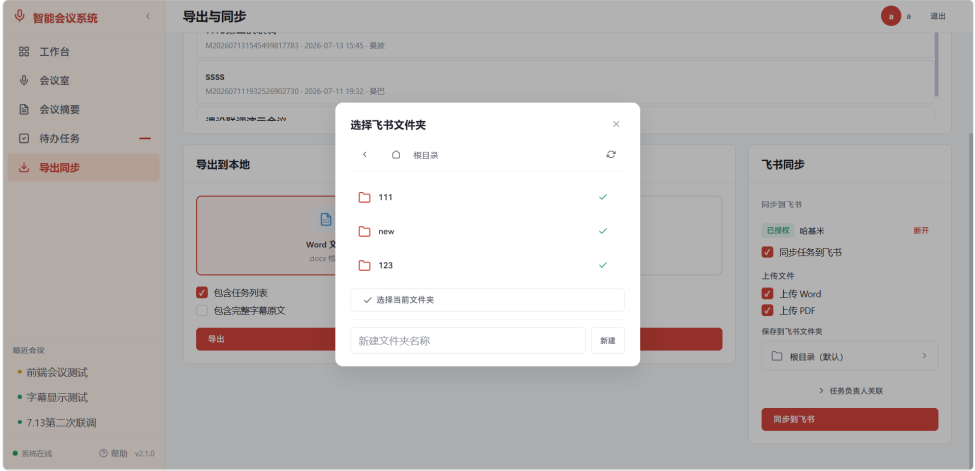 智能会议系统
导出与同步
a
a
退出
工作台
会议室
会议摘要
待办任务
导出同步
M202607131545499817783 · 2026-07-13 15:45 · 曼波
ssss
M202607111932526902730 · 2026-07-11 19:32 · 曼巴
导出到本地
Word 文
.docx 格
包含任务列表
包含完整字幕原文
导出
选择飞书文件夹
根目录
111
new
123
选择当前文件夹
新建文件夹名称
新建
飞书同步
同步到飞书
已授权
哈基米
断开
同步任务到飞书
上传文件
上传 Word
上传 PDF
保存到飞书文件夹
根目录（默认）
任务负责人关联
同步到飞书
最近会议
前端会议测试
字幕显示测试
7.13第二次联调
系统在线
帮助
v2.1.0